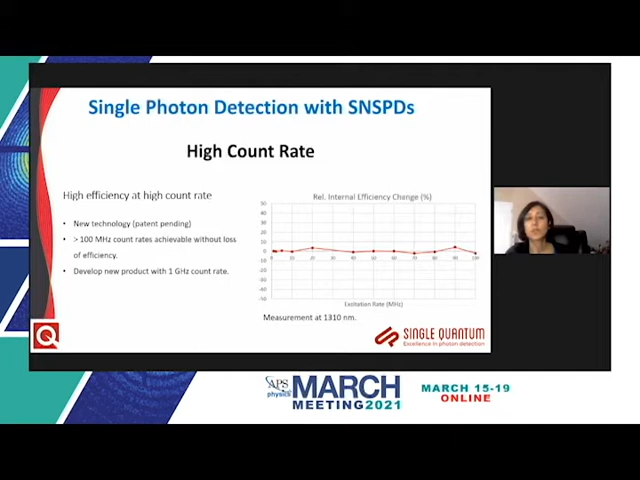 Single Photon Detection with SNSPDs
High Count Rate
High efficiency at high count rate
• New technology (patent pending)
• > 100 MHz count rates achievable without loss
of efficiency.
• Develop new product with 1 GHz count rate.
Rel. Internal Efficiency Change (%)
50
40
30
20
10
0
-10
-20
-30
-40
-50
0 10 20 30 40 50 60 70 80 90 100
Excitation Rate (MHz)
Measurement at 1310 nm.
Q
SINGLE QUANTUM
Excellence in photon detection
APS
physics
MARCH
MEETING2021
MARCH 15-19
ONLINE